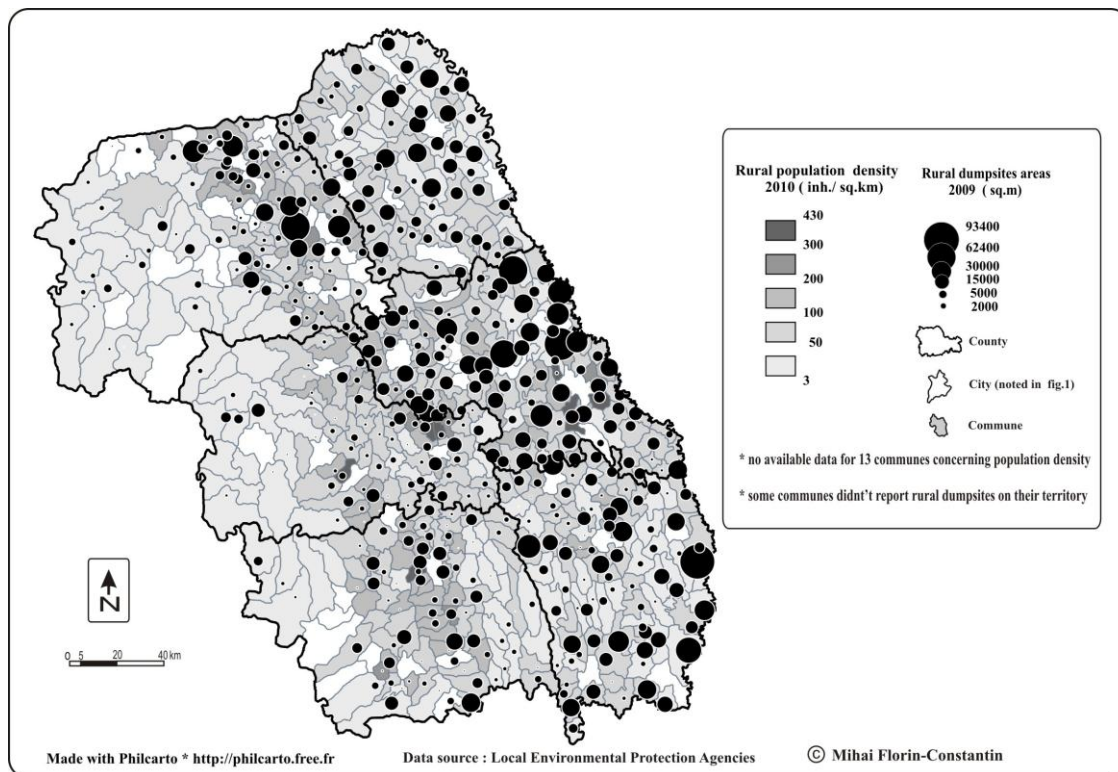 Rural population density
2010 ( inh./ sq.km)
430
300
200
100
50
3
Rural dumpsites areas
2009 ( sq.m)
93400
62400
30000
15000
5000
2000
County
City (noted in fig.1)
Commune
* no available data for 13 communes concerning population density
* some communes didnt't report rural dumpsites on their territory
N
0 5 20 40 km
Made with Philcarto * http://philcarto.free.fr
Data source : Local Environmental Protection Agencies
© Mihai Florin-Constantin